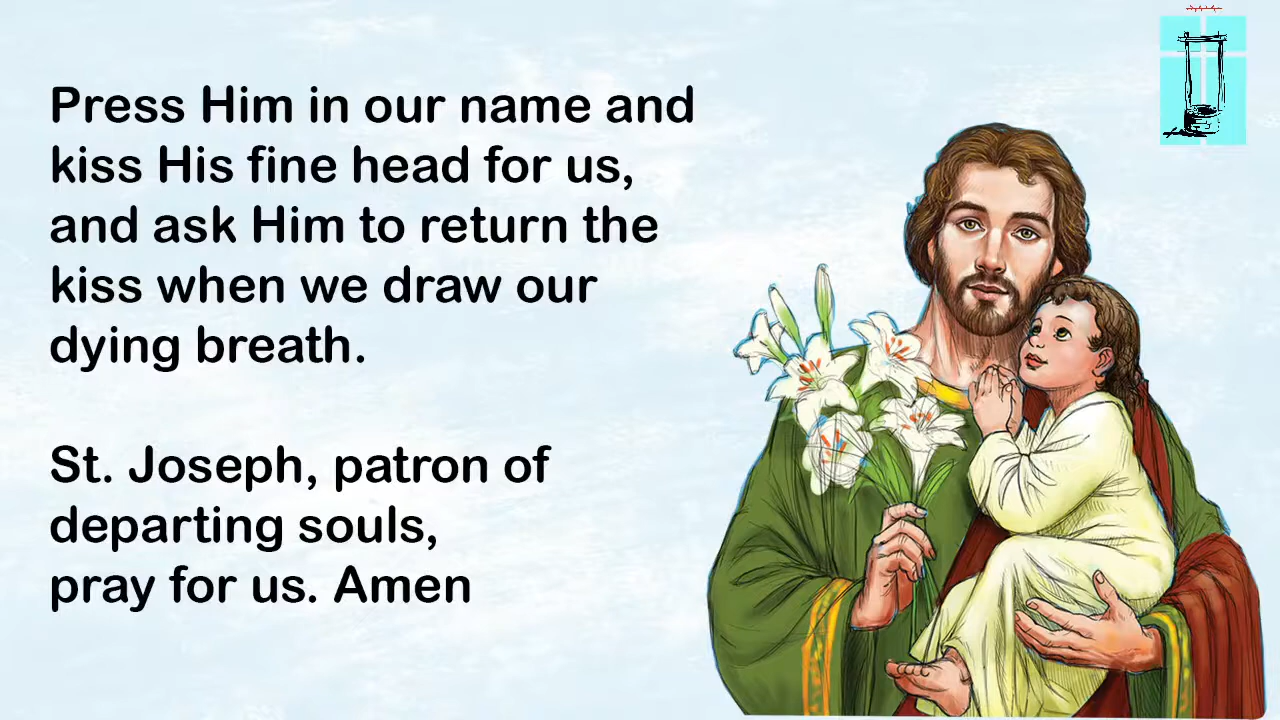 Press Him in our name and
kiss His fine head for us,
and ask Him to return the
kiss when we draw our
dying breath.
St. Joseph, patron of
departing souls,
pray for us. Amen